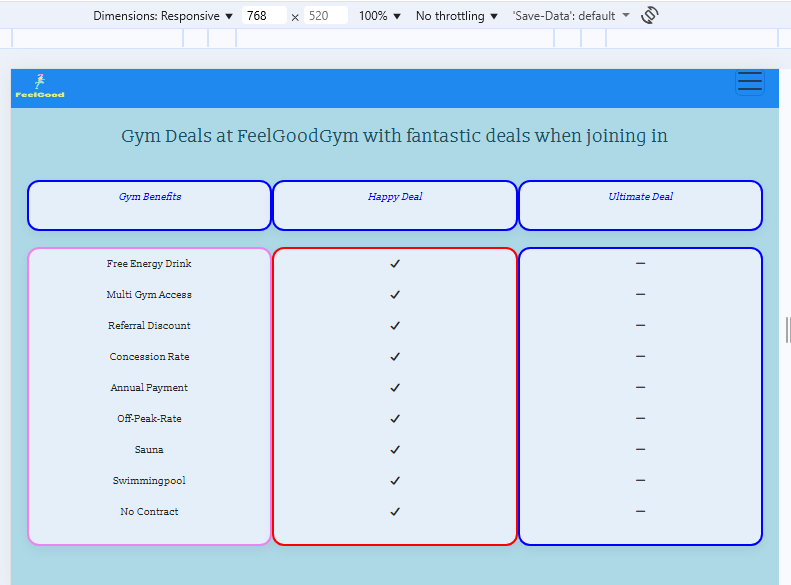 Dimensions: Responsive ▼ 768 x 520 100% ▼ No throttling ▼ 'Save-Data': default ▼
FeelGood
Gym Deals at FeelGoodGym with fantastic deals when joining in
Gym Benefits Happy Deal Ultimate Deal
Free Energy Drink ✓ –
Multi Gym Access ✓ –
Referral Discount ✓ –
Concession Rate ✓ –
Annual Payment ✓ –
Off-Peak-Rate ✓ –
Sauna ✓ –
Swimmingpool ✓ –
No Contract ✓ –